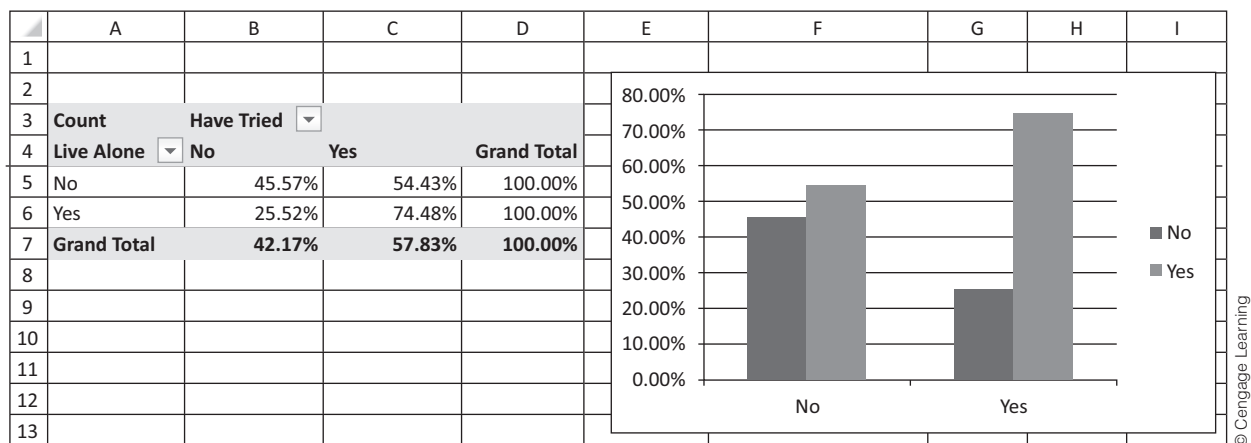 A B C D E F G H I
1
2
3 Count Have Tried
4 Live Alone No Yes Grand Total
5 No 45.57% 54.43% 100.00%
6 Yes 25.52% 74.48% 100.00%
7 Grand Total 42.17% 57.83% 100.00%
8
9
10
11
12
13
80.00%
70.00%
60.00%
50.00%
40.00%
30.00%
20.00%
10.00%
0.00%
No Yes
No
Yes
© Cengage Learning